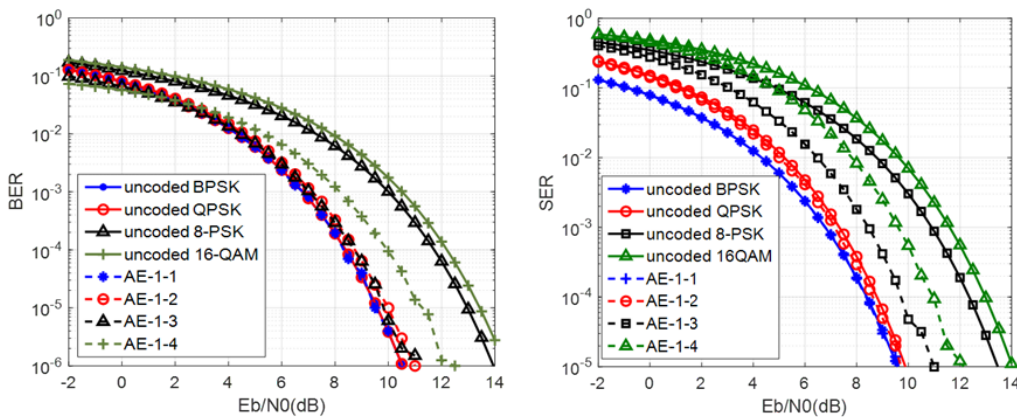 BER
10^0
10^-1
10^-2
10^-3
10^-4
10^-5
10^-6
uncoded BPSK
uncoded QPSK
uncoded 8-PSK
uncoded 16-QAM
AE-1-1
AE-1-2
AE-1-3
AE-1-4
-2 0 2 4 6 8 10 12 14
Eb/N0(dB)
SER
10^0
10^-1
10^-2
10^-3
10^-4
10^-5
uncoded BPSK
uncoded QPSK
uncoded 8-PSK
uncoded 16QAM
AE-1-1
AE-1-2
AE-1-3
AE-1-4
-2 0 2 4 6 8 10 12 14
Eb/N0(dB)